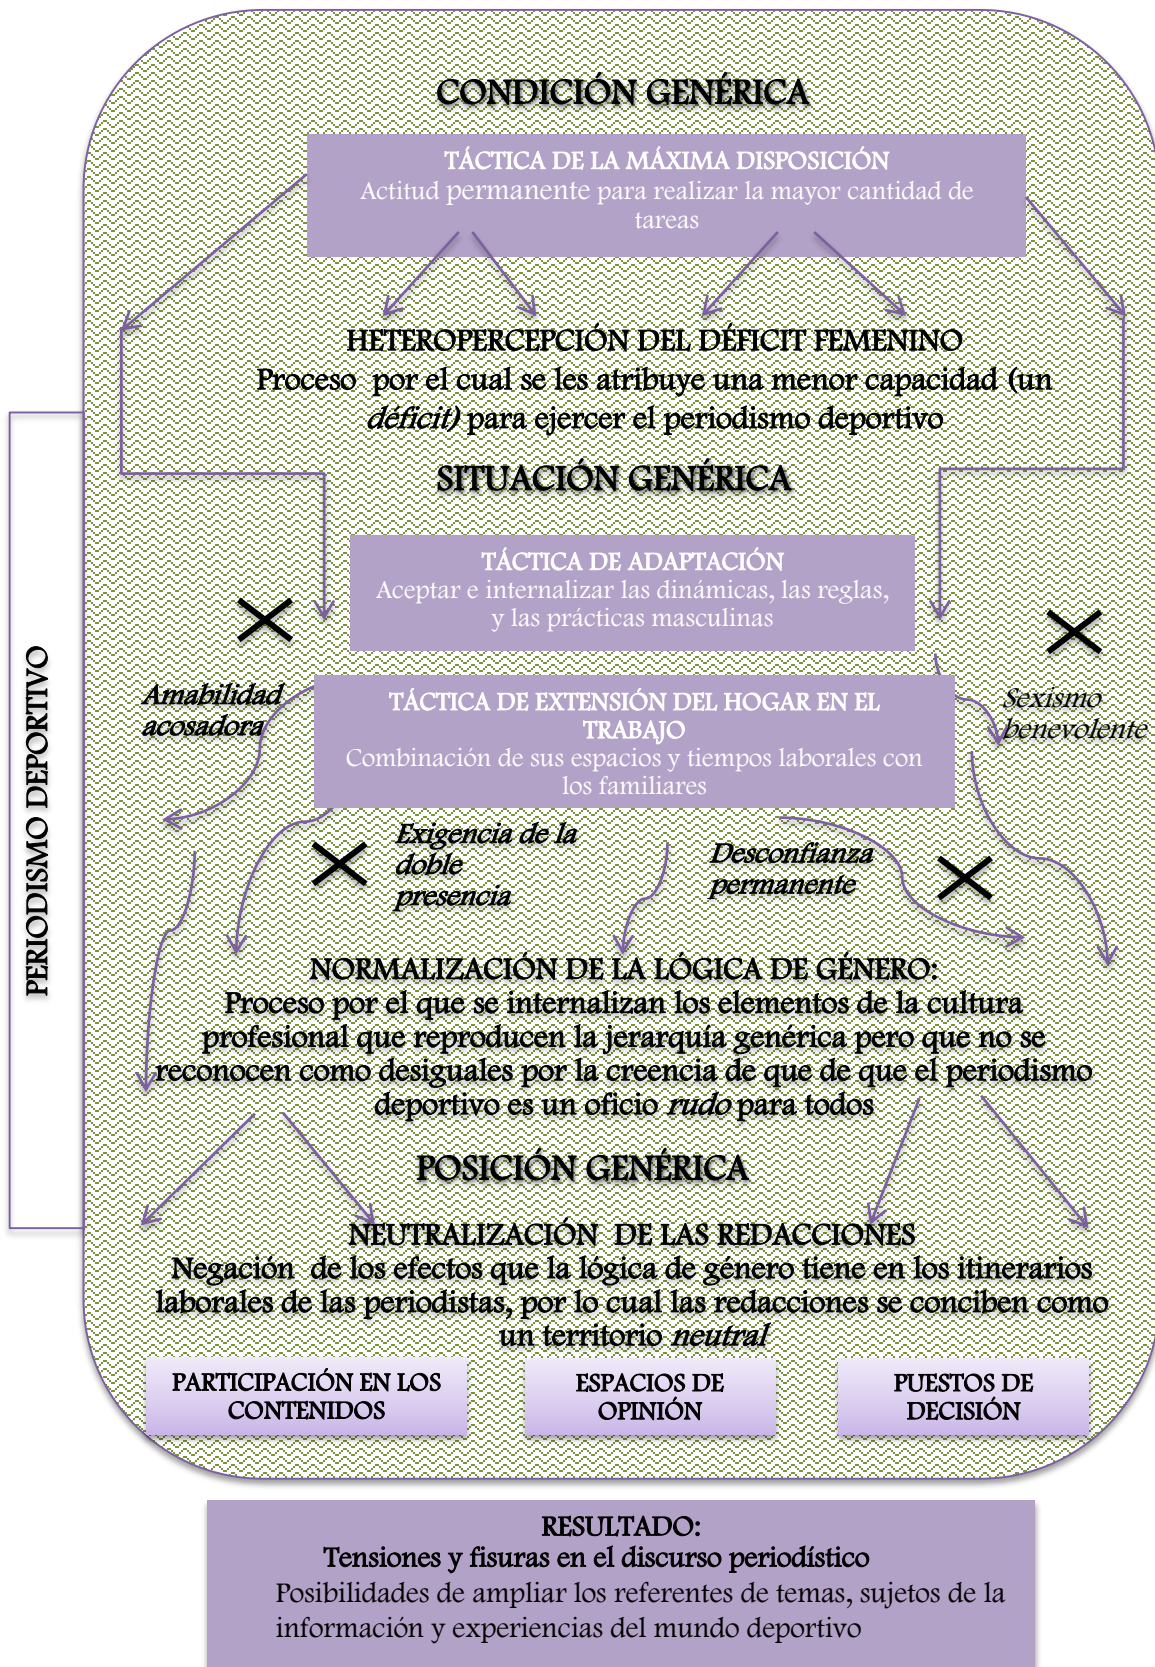 CONDICIÓN GENÉRICA
TÁCTICA DE LA MÁXIMA DISPOSICIÓN
Actitud permanente para realizar la mayor cantidad de
tareas
HETEROPERCEPCIÓN DEL DÉFICIT FEMENINO
Proceso por el cual se les atribuye una menor capacidad (un
déficit) para ejercer el periodismo deportivo
SITUACIÓN GENÉRICA
TÁCTICA DE ADAPTACIÓN
Aceptar e internalizar las dinámicas, las reglas,
y las prácticas masculinas
PERIODISMO DEPORTIVO
Amabilidad
acosadora
TÁCTICA DE EXTENSIÓN DEL HOGAR EN EL
TRABAJO
Combinación de sus espacios y tiempos laborales con
los familiares
Sexismo
benevolente
Exigencia de la
doble
presencia
Desconfianza
permanente
NORMALIZACIÓN DE LA LÓGICA DE GÉNERO:
Proceso por el que se internalizan los elementos de la cultura
profesional que reproducen la jerarquía genérica pero que no se
reconocen como desiguales por la creencia de que de que el periodismo
deportivo es un oficio rudo para todos
POSICIÓN GENÉRICA
NEUTRALIZACIÓN DE LAS REDACCIONES
Negación de los efectos que la lógica de género tiene en los itinerarios
laborales de las periodistas, por lo cual las redacciones se conciben como
un territorio neutral
PARTICIPACIÓN EN LOS
CONTENIDOS
ESPACIOS DE
OPINIÓN
PUESTOS DE
DECISIÓN
RESULTADO:
Tensiones y fisuras en el discurso periodístico
Posibilidades de ampliar los referentes de temas, sujetos de la
información y experiencias del mundo deportivo